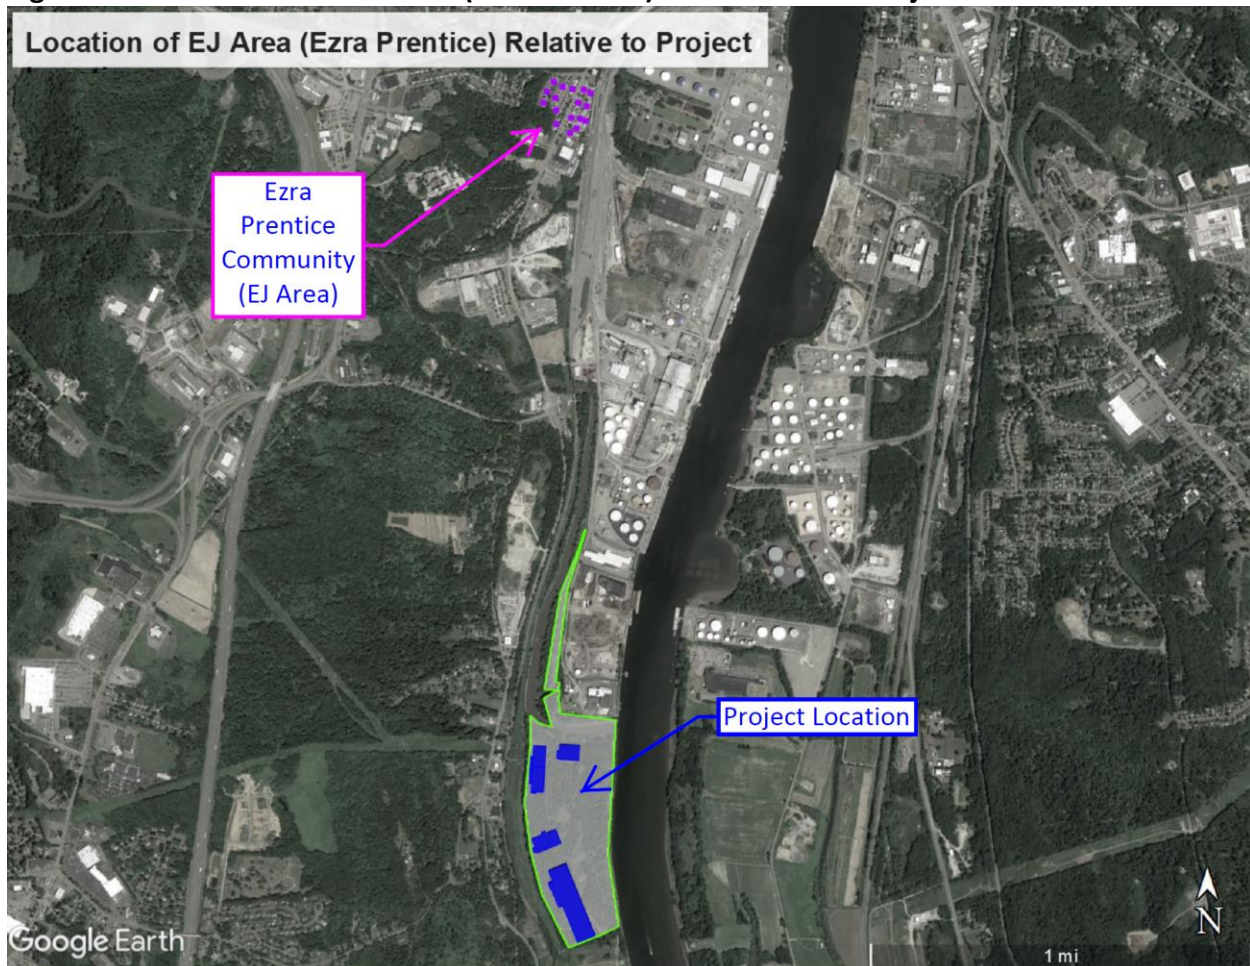 Location of EJ Area (Ezra Prentice) Relative to Project
Ezra
Prentice
Community
(EJ Area)
Project Location
Google Earth
N
1 mi